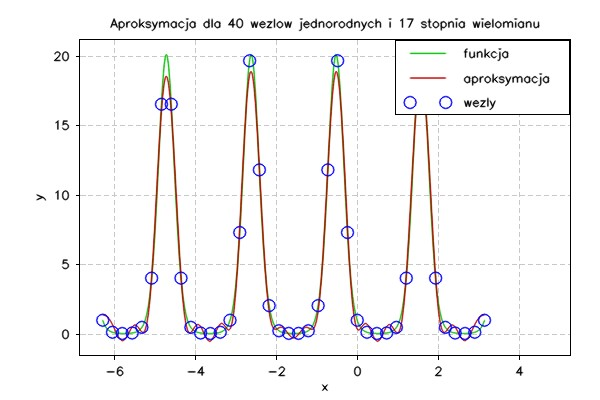 Aproksymacja dla 40 wezlow jednorodnych i 17 stopnia wielomianu
funkcja
aproksymacja
wezly
20
15
10
5
0
y
−6 −4 −2 0 2 4
x